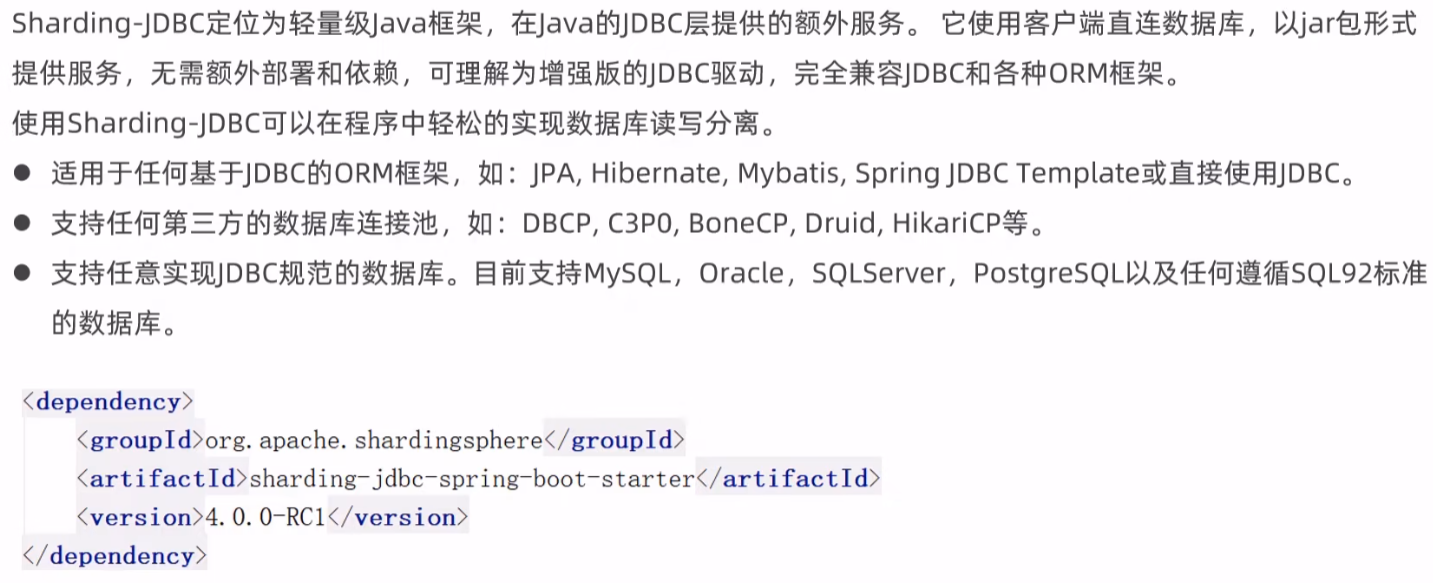 Sharding-JDBC定位为轻量级Java框架，在Java的JDBC层提供的额外服务。 它使用客户端直连数据库，以jar包形式
提供服务，无需额外部署和依赖，可理解为增强版的JDBC驱动，完全兼容JDBC和各种ORM框架。
使用Sharding-JDBC可以在程序中轻松的实现数据库读写分离。
● 适用于任何基于JDBC的ORM框架，如：JPA, Hibernate, Mybatis, Spring JDBC Template或直接使用JDBC。
● 支持任何第三方的数据库连接池，如：DBCP, C3P0, BoneCP, Druid, HikariCP等。
● 支持任意实现JDBC规范的数据库。目前支持MySQL，Oracle，SQLServer，PostgreSQL以及任何遵循SQL92标准
的数据库。
<dependency>
<groupId>org.apache.shardingsphere</groupId>
<artifactId>sharding-jdbc-spring-boot-starter</artifactId>
<version>4.0.0-RC1</version>
</dependency>